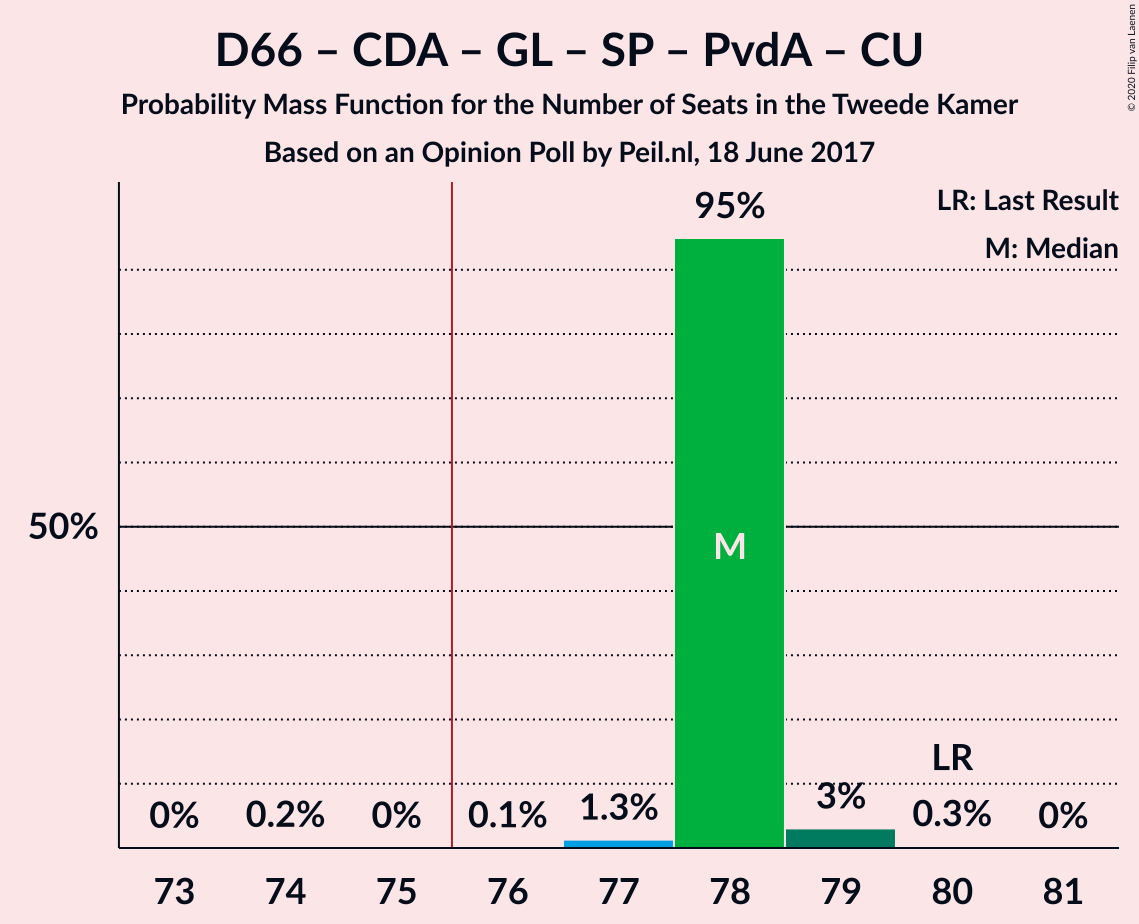 D66 – CDA – GL – SP – PvdA – CU
Probability Mass Function for the Number of Seats in the Tweede Kamer
Based on an Opinion Poll by Peil.nl, 18 June 2017
© 2020 Filip van Laenen
LR: Last Result
M: Median
95%
50%
M
LR
0%
0.2%
0%
0.1%
1.3%
3%
0.3%
0%
73
74
75
76
77
78
79
80
81